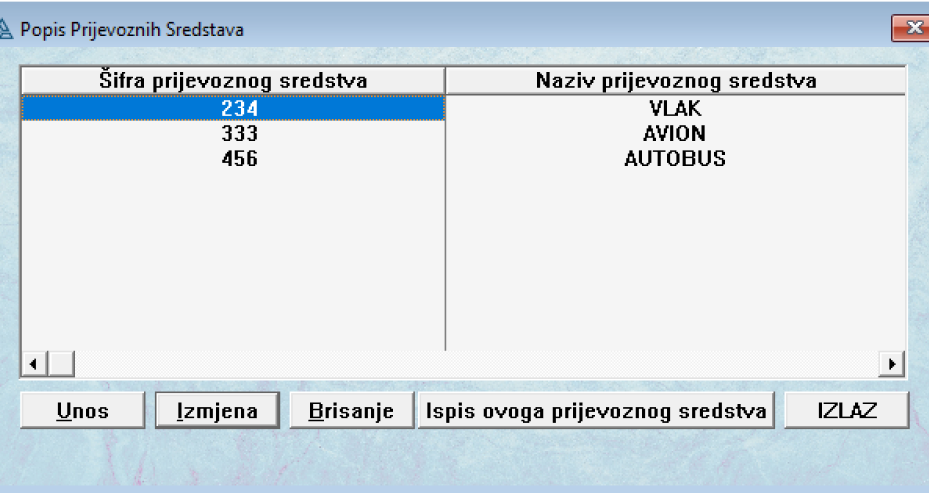 Popis Prijevoznih Sredstava
Šifra prijevoznog sredstva Naziv prijevoznog sredstva
234 VLAK
333 AVION
456 AUTOBUS
Unos Izmjena Brisanje Ispis ovoga prijevoznog sredstva IZLAZ